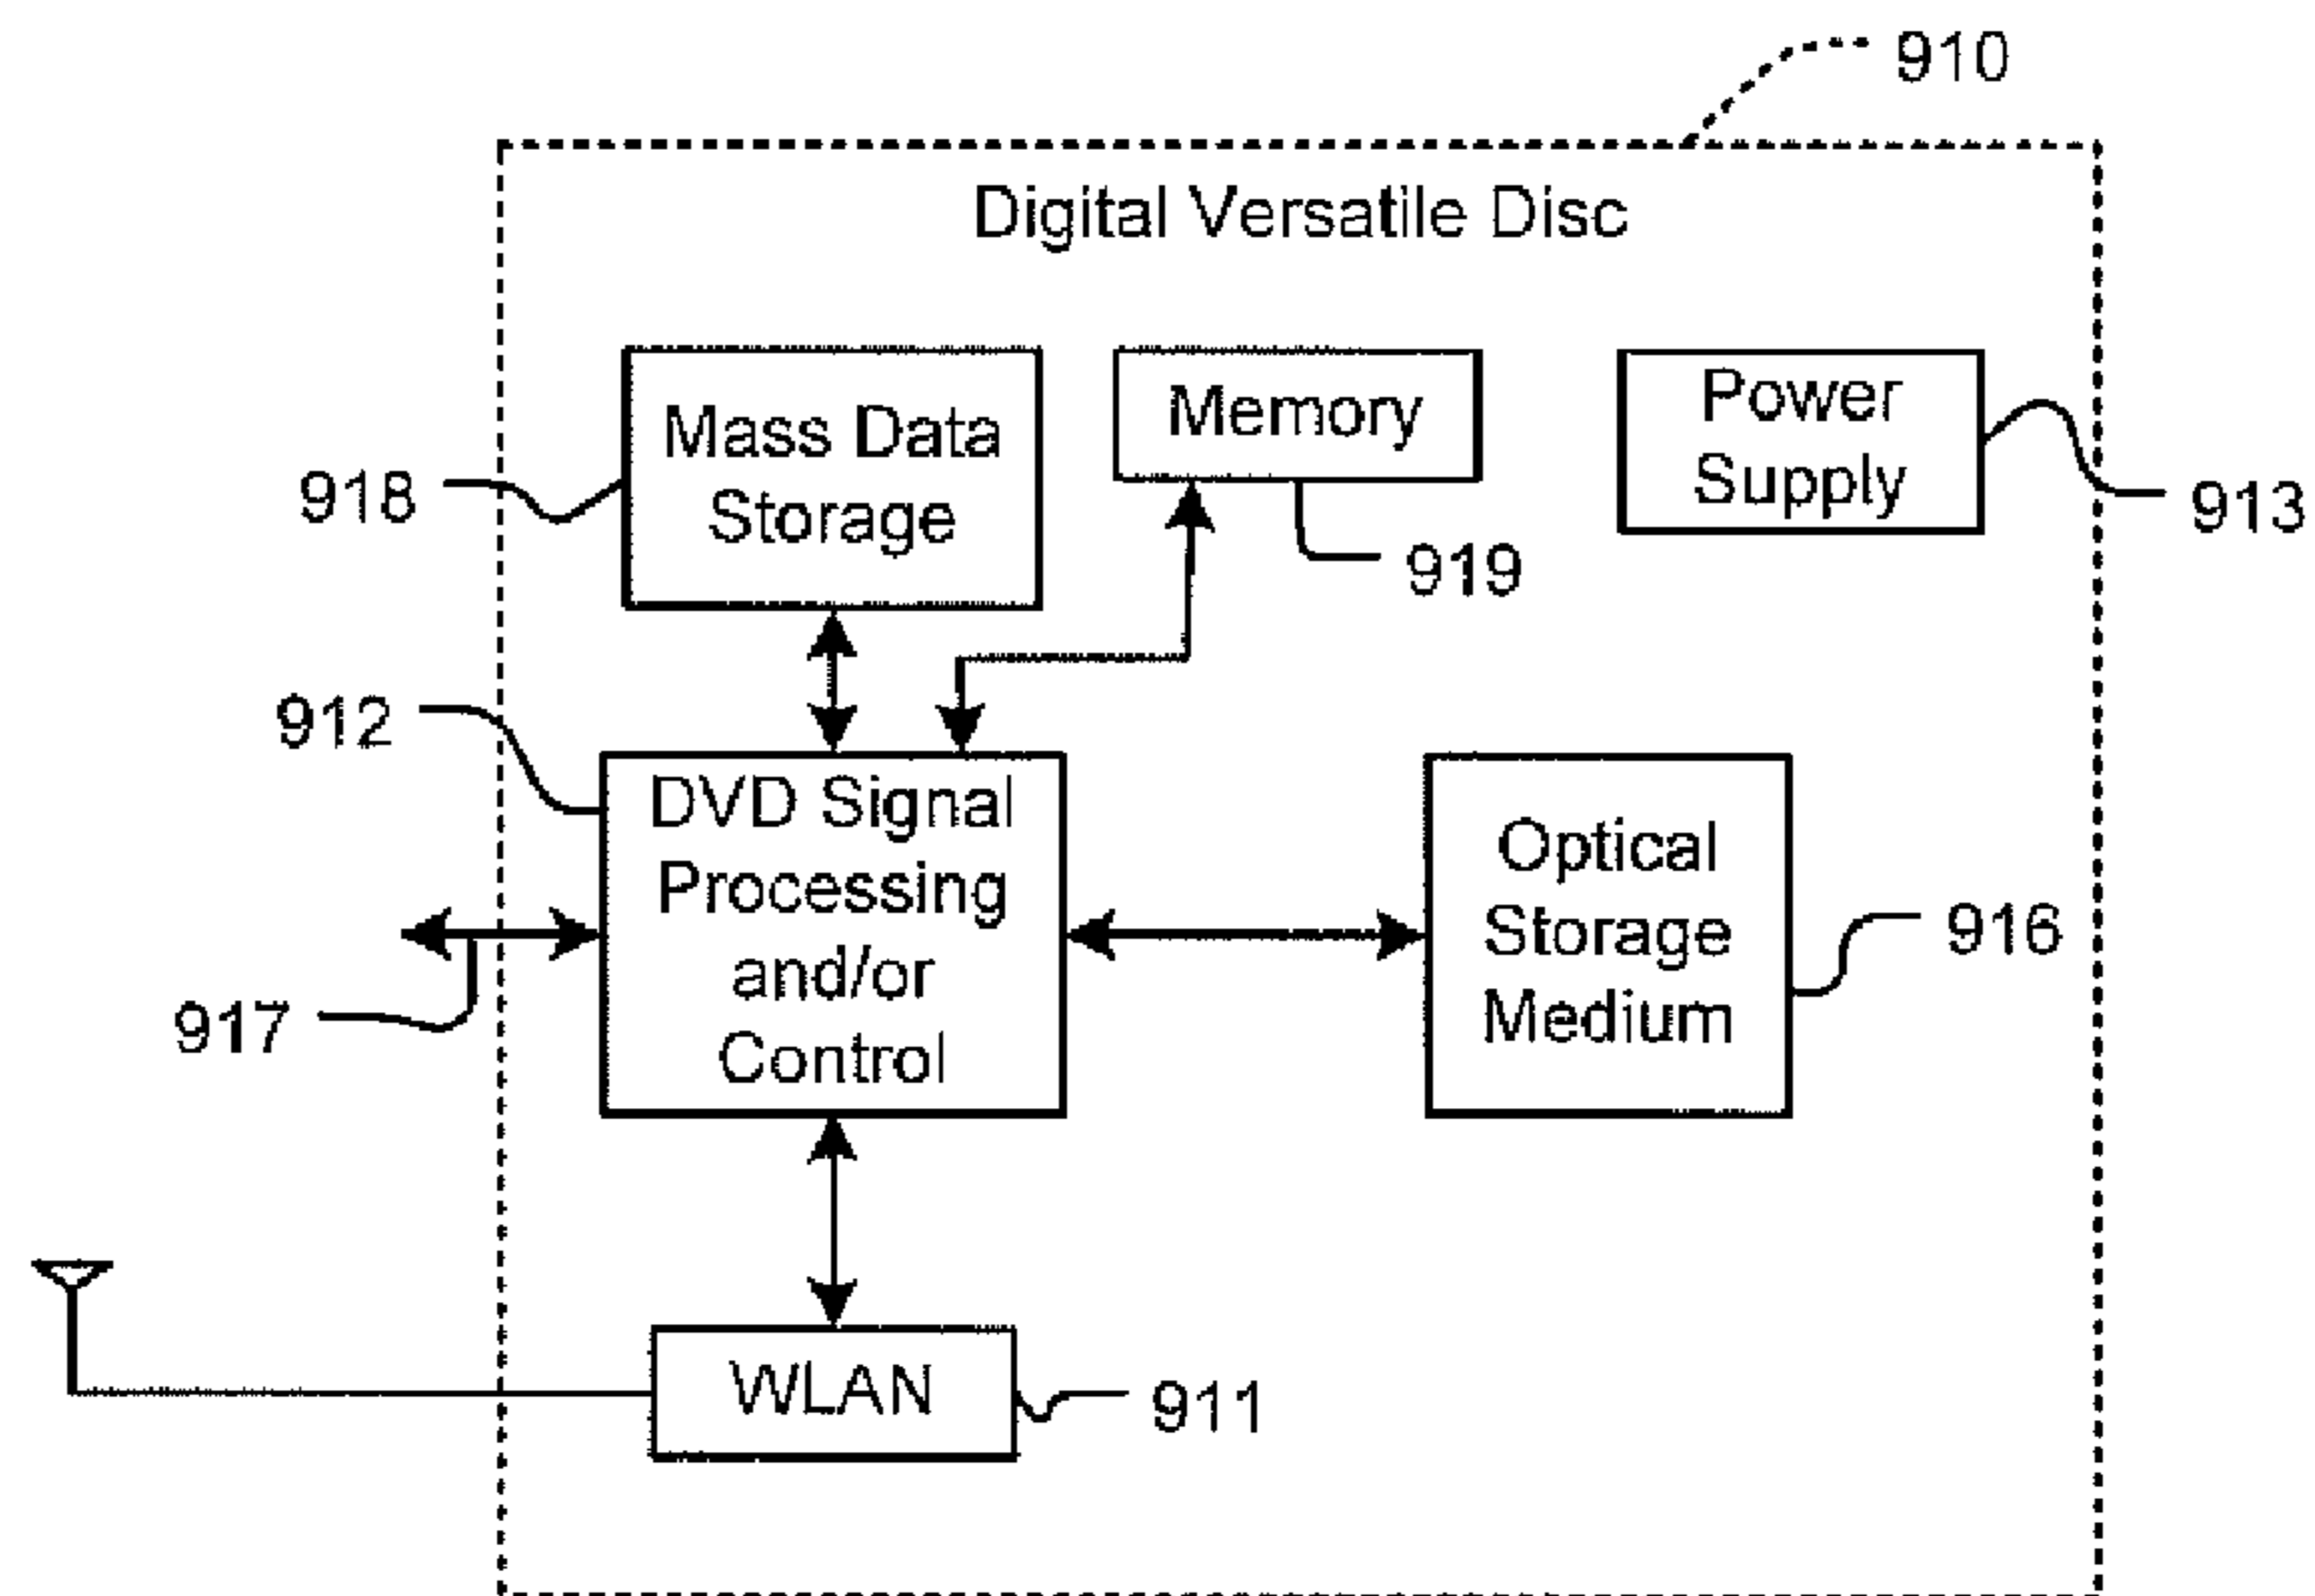 910
Digital Versatile Disc
Mass Data
Storage
918
Memory
919
Power
Supply
913
912
DVD Signal
Processing
and/or
Control
917
Optical
Storage
Medium
916
WLAN
911